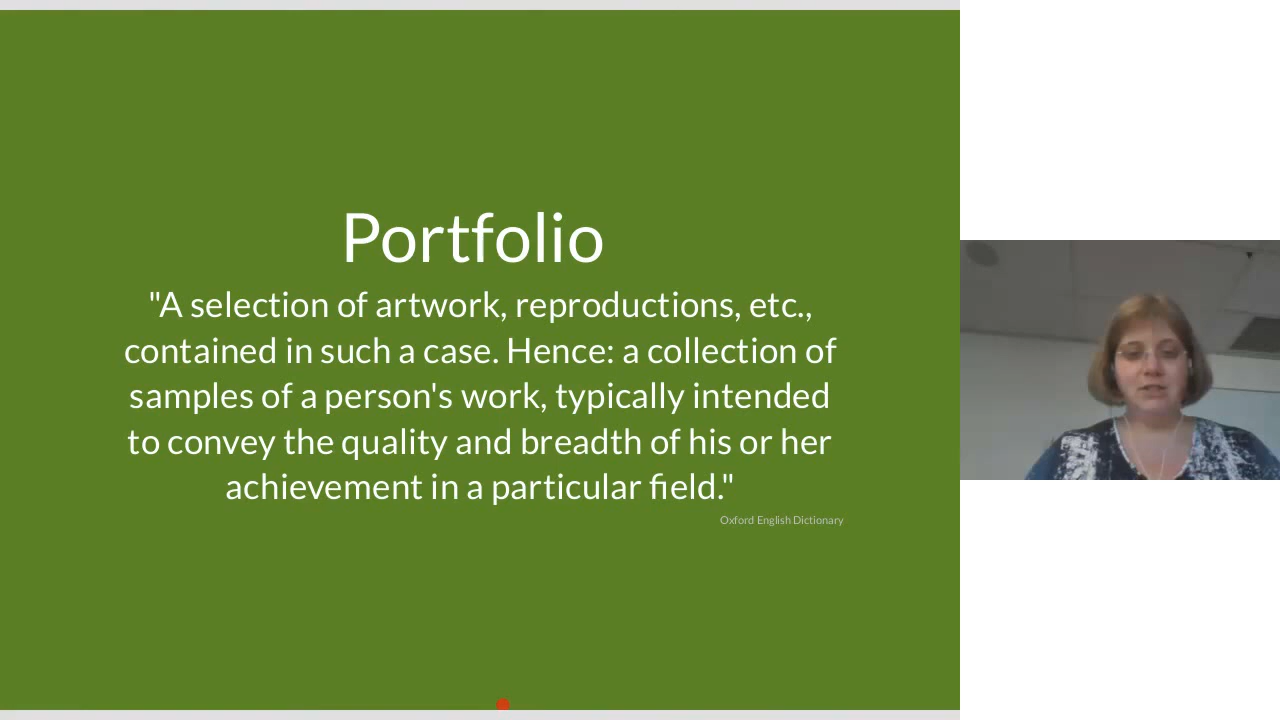 Portfolio
"A selection of artwork, reproductions, etc.,
contained in such a case. Hence: a collection of
samples of a person's work, typically intended
to convey the quality and breadth of his or her
achievement in a particular field."
Oxford English Dictionary